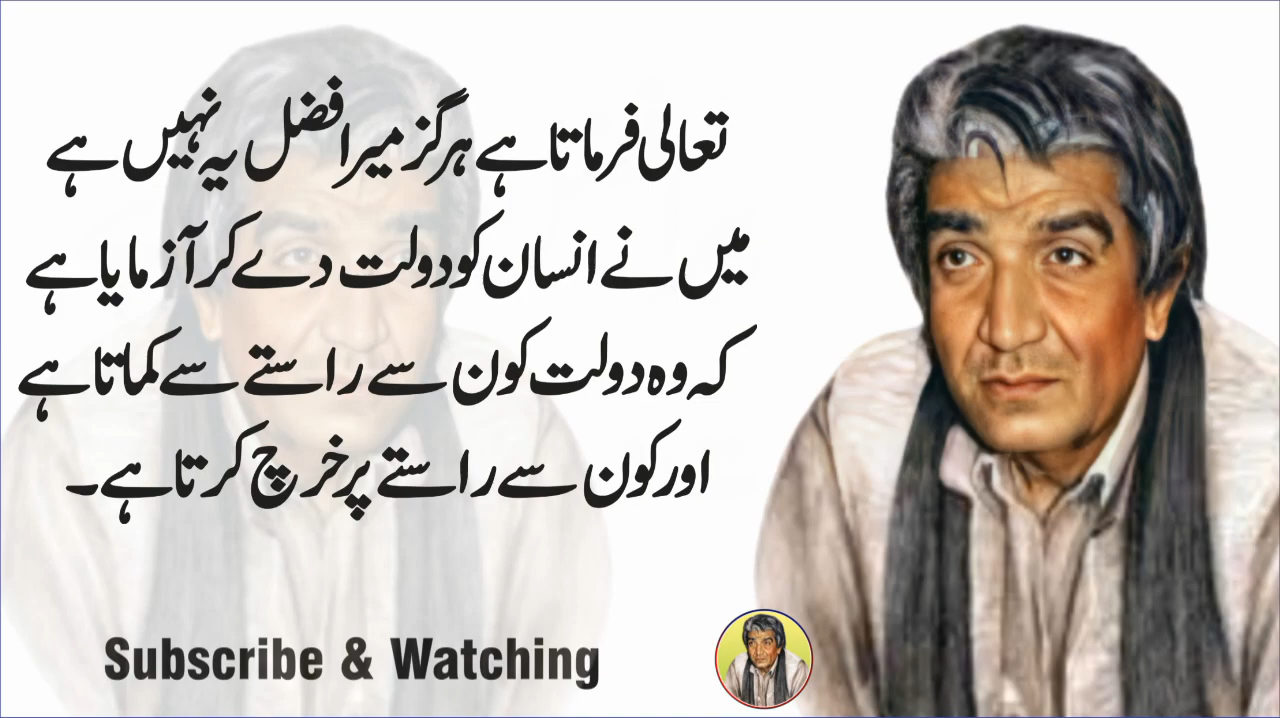 تعالی فرماتا ہے ہرگز میرا فضل یہ نہیں ہے
میں نے انسان کو دولت دے کر آزمایا ہے
کہ وہ دولت کون سے راستے سے کماتا ہے
اور کون سے راستے پر خرچ کرتا ہے۔
Subscribe & Watching